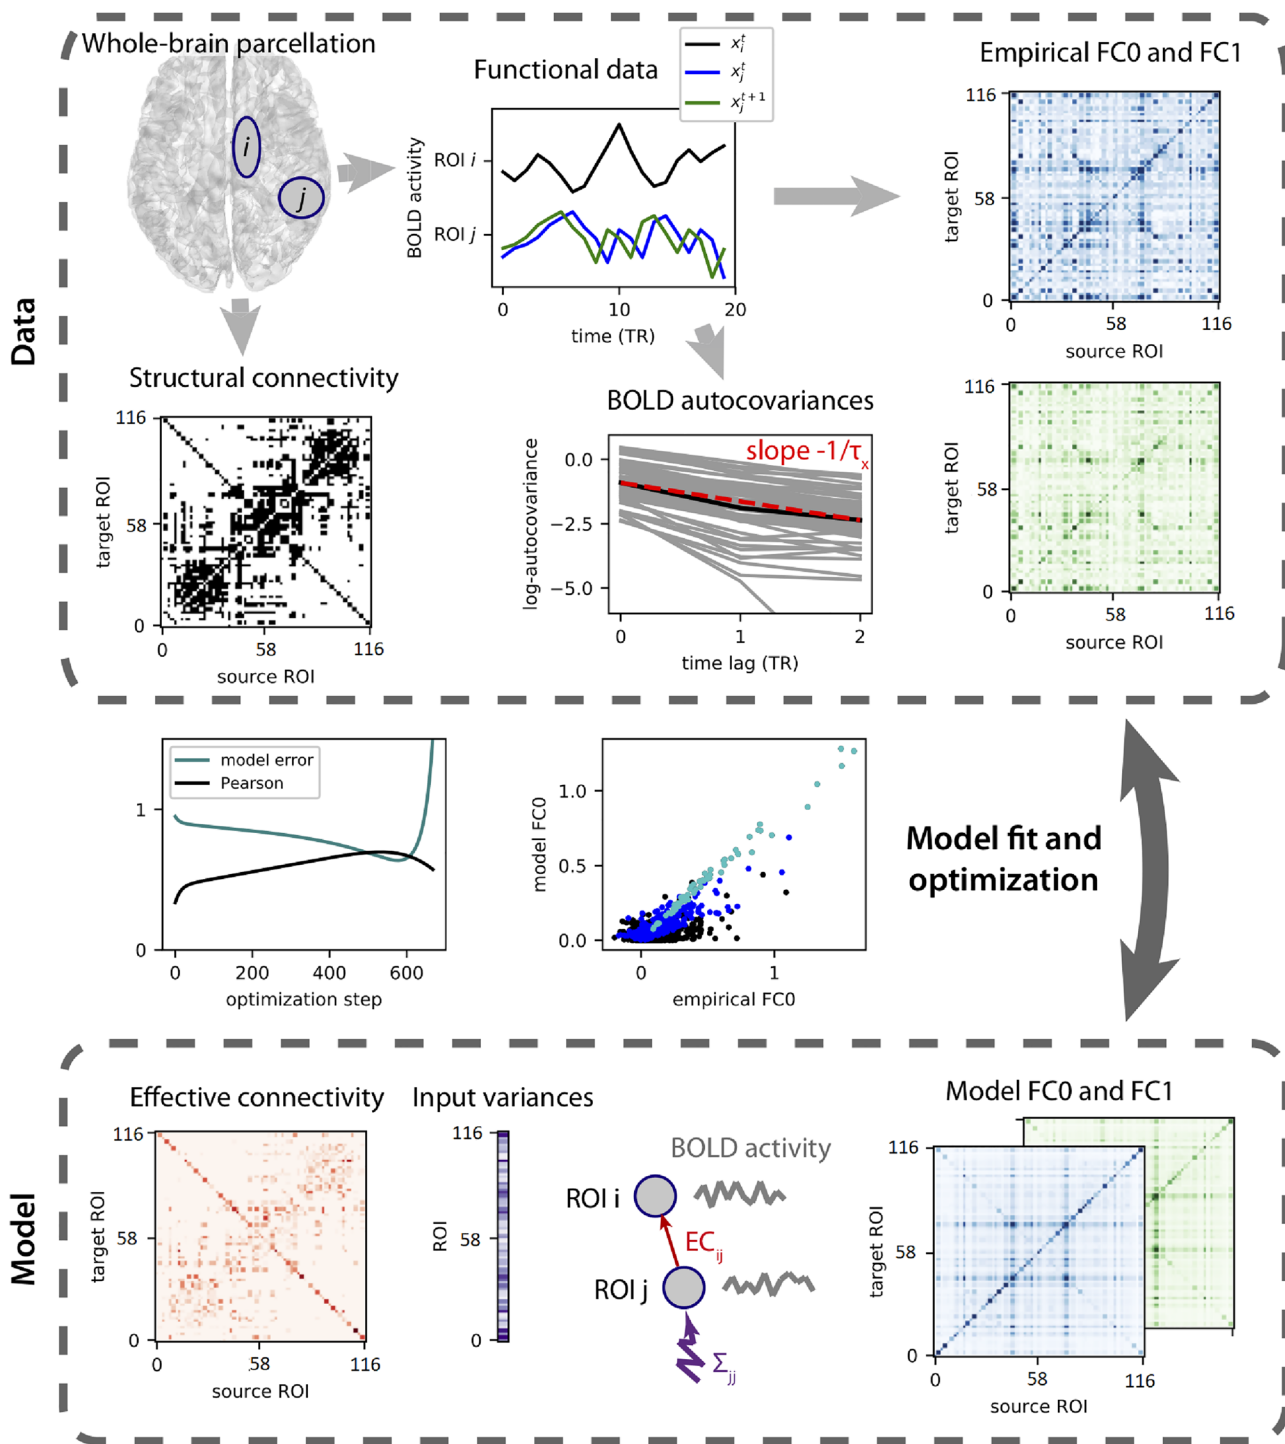 Whole-brain parcellation
i
j
Functional data
x_i^t
x_j^t
x_j^{t+1}
BOLD activity
ROI i
ROI j
0
10
20
time (TR)
Empirical FC0 and FC1
target ROI
116
58
0
0
58
116
source ROI
target ROI
116
58
0
0
58
116
source ROI
Data
Structural connectivity
target ROI
116
58
0
0
58
116
source ROI
BOLD autocovariances
slope -1/τ_x
log-autocovariance
0.0
−2.5
−5.0
0
1
2
time lag (TR)
model error
Pearson
1
0
0
200
400
600
optimization step
model FC0
1.0
0.5
0.0
0
1
empirical FC0
Model fit and
optimization
Model
Effective connectivity
target ROI
116
58
0
0
58
116
source ROI
Input variances
ROI
116
58
0
BOLD activity
ROI i
EC_ij
ROI j
Σ_jj
Model FC0 and FC1
target ROI
116
58
0
0
58
116
source ROI